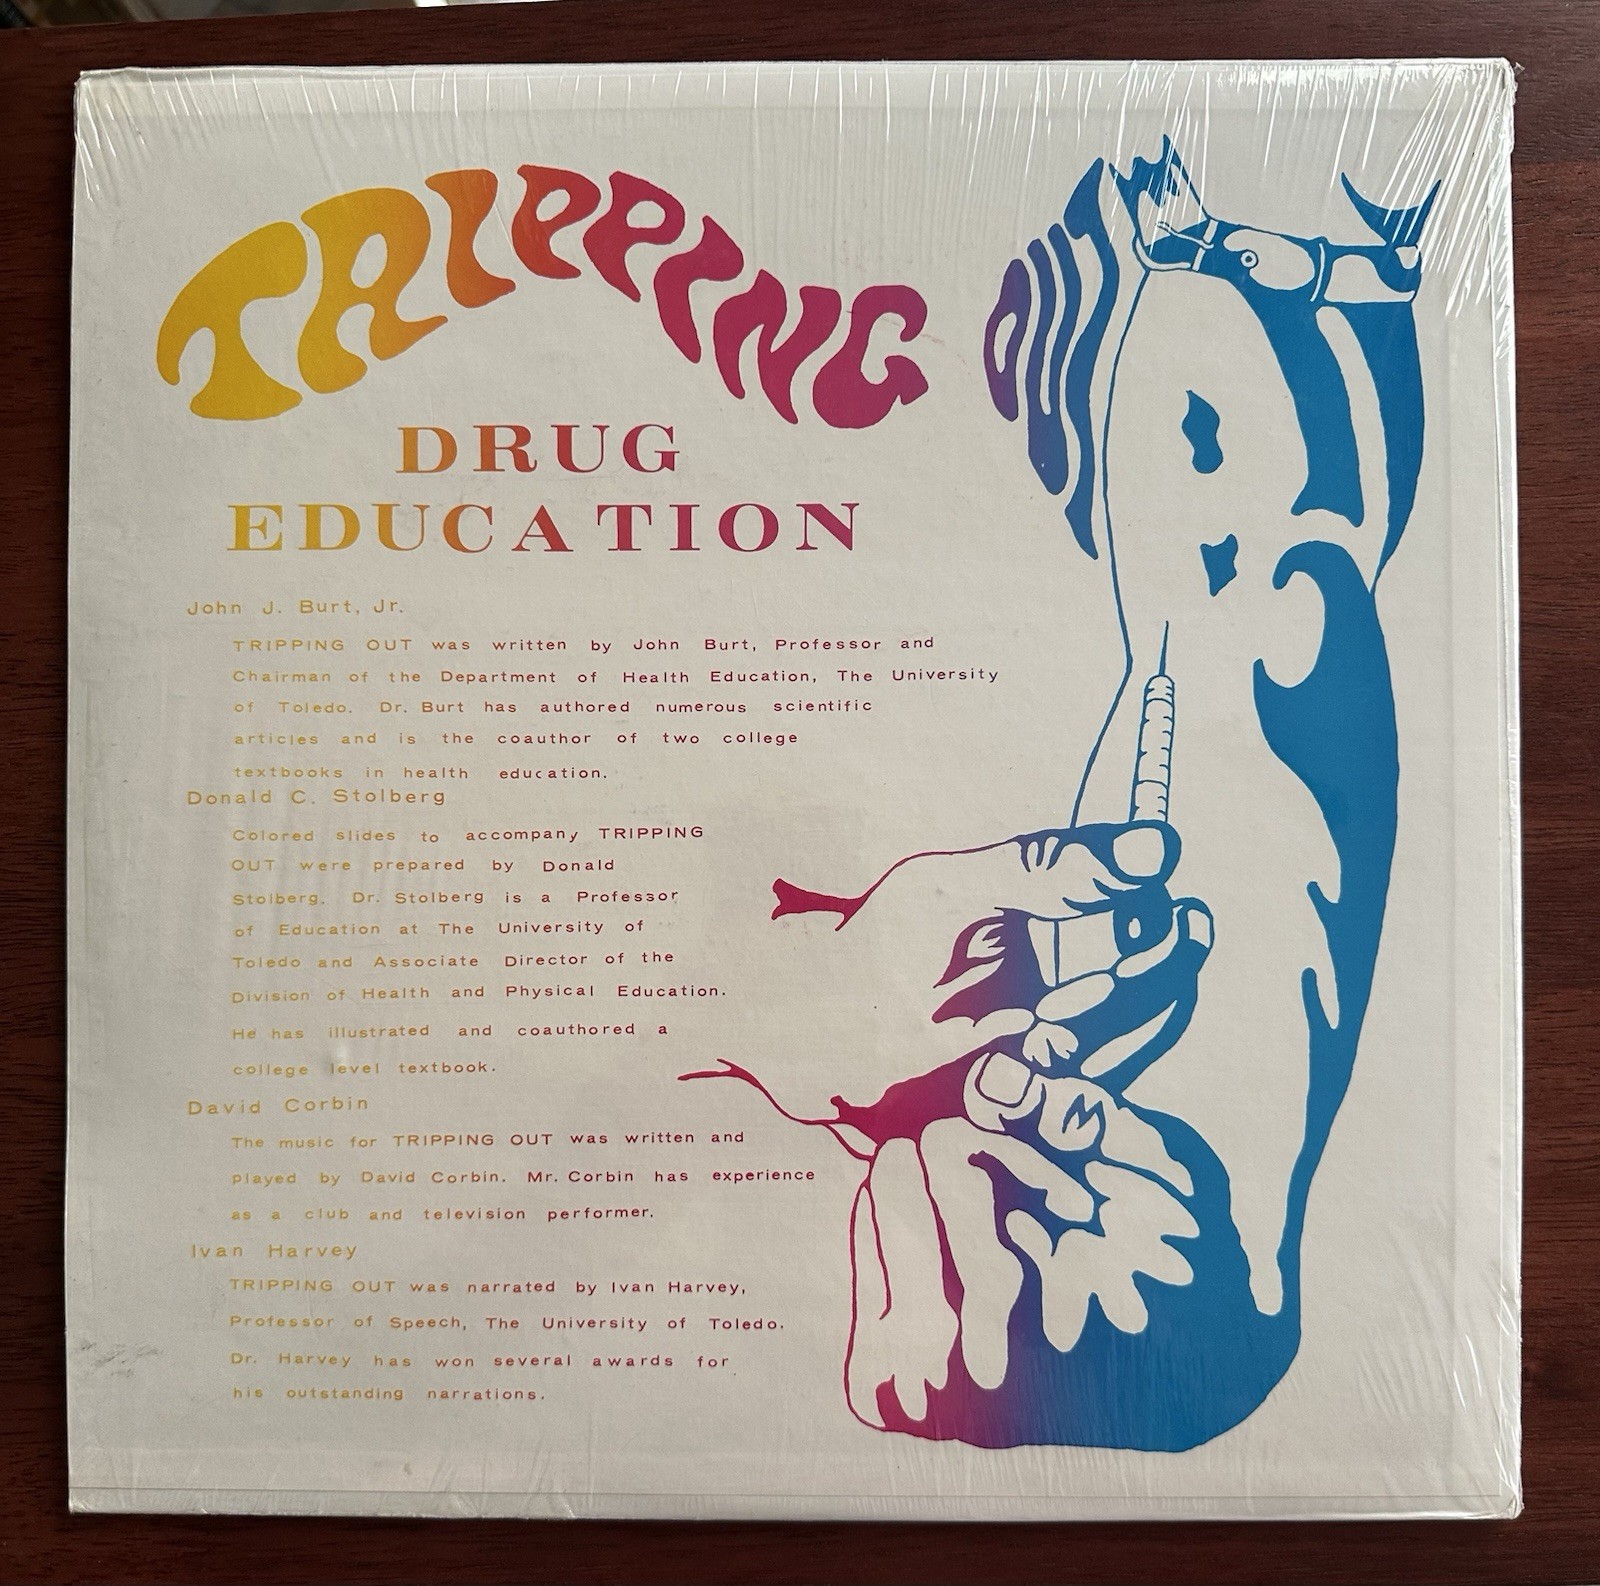 TRIPPING OUT
DRUG
EDUCATION
John J. Burt, Jr.
TRIPPING OUT was written by John Burt, Professor and
Chairman of the Department of Health Education, The University
of Toledo. Dr. Burt has authored numerous scientific
articles and is the coauthor of two college
textbooks in health education.
Donald C. Stolberg
Colored slides to accompany TRIPPING
OUT were prepared by Donald
Stolberg. Dr. Stolberg is a Professor
of Education at The University of
Toledo and Associate Director of the
Division of Health and Physical Education.
He has illustrated and coauthored a
college level textbook.
David Corbin
The music for TRIPPING OUT was written and
played by David Corbin. Mr. Corbin has experience
as a club and television performer.
Ivan Harvey
TRIPPING OUT was narrated by Ivan Harvey,
Professor of Speech, The University of Toledo.
Dr. Harvey has won several awards for
his outstanding narrations.